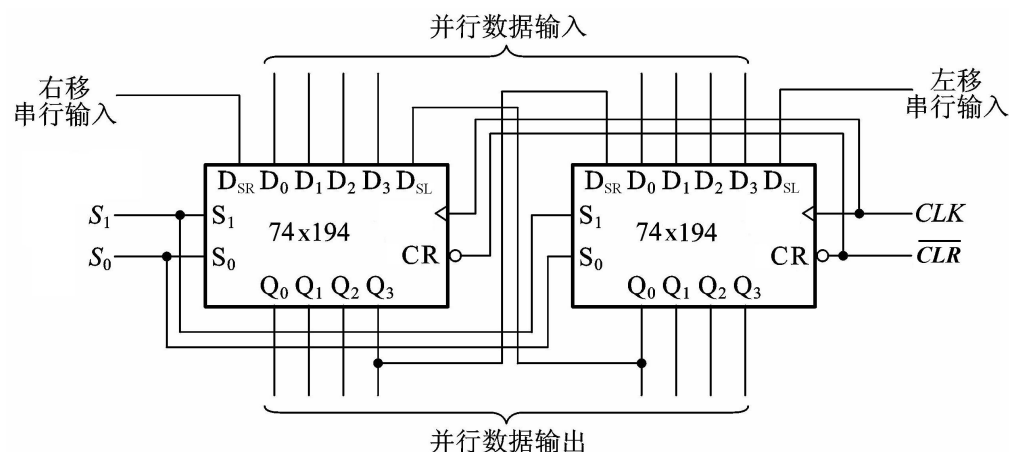 并行数据输入
右移
串行输入
左移
串行输入
D_SR D_0 D_1 D_2 D_3 D_SL
D_SR D_0 D_1 D_2 D_3 D_SL
S_1
S_1
S_1
CLK
74x194
74x194
S_0
S_0
CR
S_0
CR
\overline{CLR}
Q_0 Q_1 Q_2 Q_3
Q_0 Q_1 Q_2 Q_3
并行数据输出